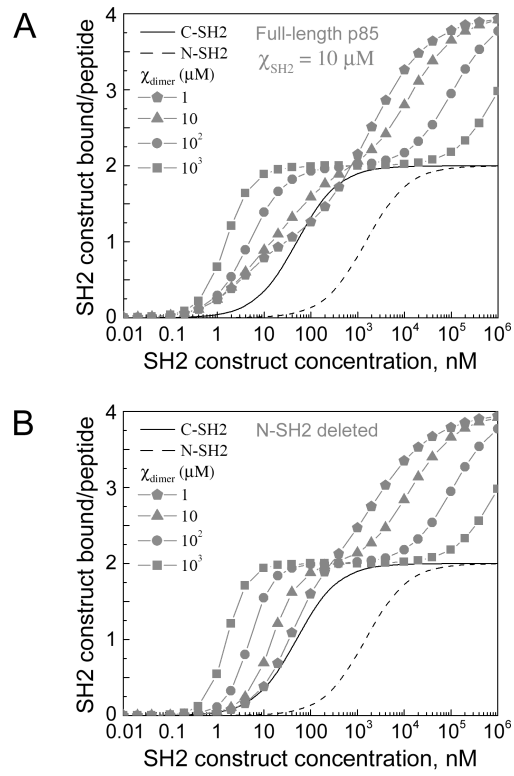 A
4
3
2
1
0
SH2 construct bound/peptide
C-SH2
N-SH2
χdimer (μM)
1
10
10²
10³
Full-length p85
χSH2 = 10 μM
0.01 0.1 1 10 100 10³ 10⁴ 10⁵ 10⁶
SH2 construct concentration, nM
B
4
3
2
1
0
SH2 construct bound/peptide
C-SH2
N-SH2
χdimer (μM)
1
10
10²
10³
N-SH2 deleted
0.01 0.1 1 10 100 10³ 10⁴ 10⁵ 10⁶
SH2 construct concentration, nM